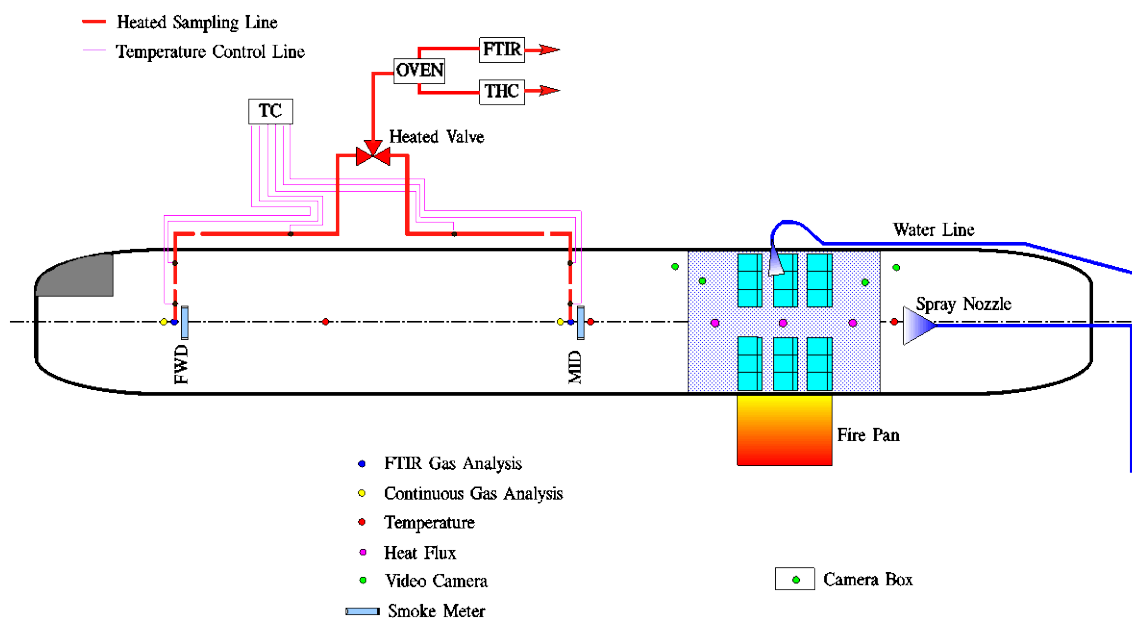 Heated Sampling Line
Temperature Control Line
FTIR
OVEN
THC
TC
Heated Valve
Water Line
Spray Nozzle
FWD
MID
Fire Pan
FTIR Gas Analysis
Continuous Gas Analysis
Temperature
Heat Flux
Video Camera
Smoke Meter
Camera Box